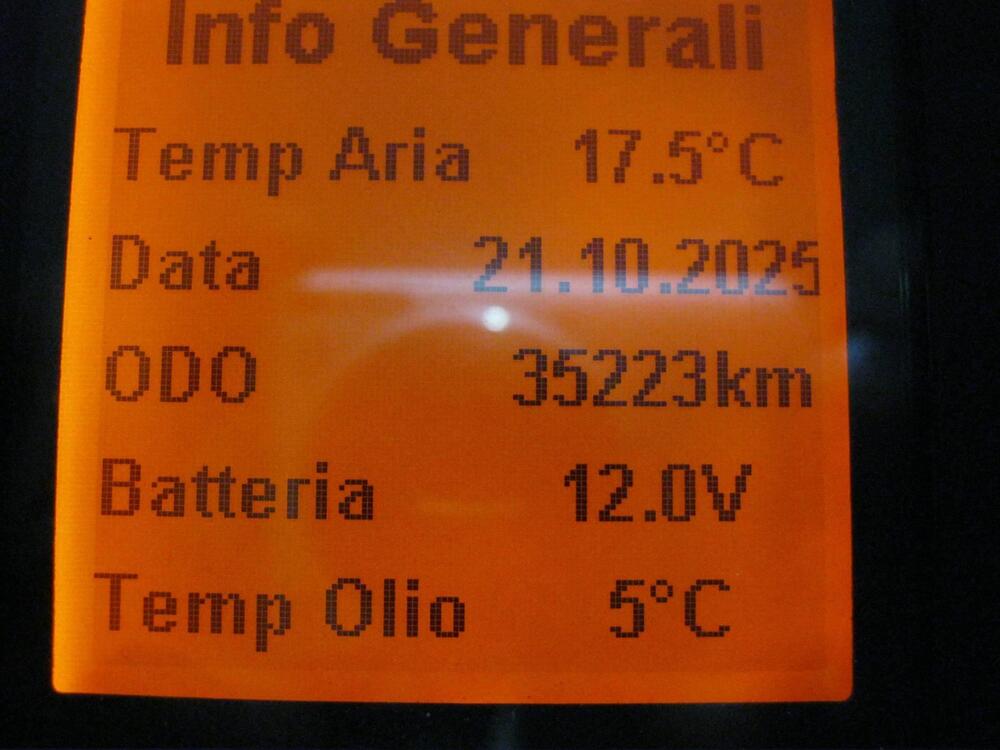 Info Generali
Temp Aria 17.5°C
Data 21.10.2025
ODO 35223km
Batteria 12.0V
Temp Olio 5°C